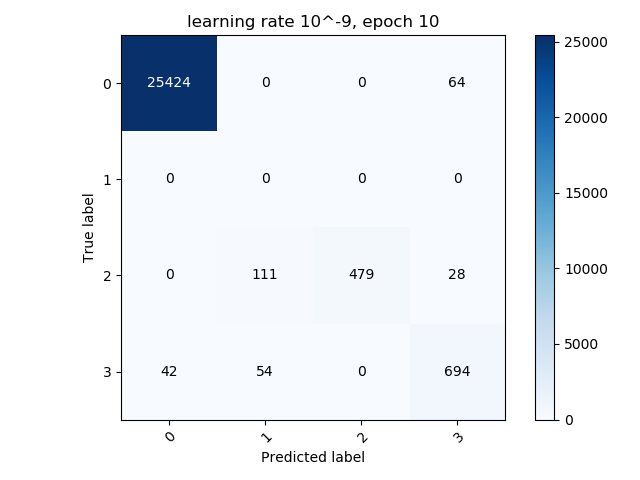 learning rate 10^-9, epoch 10
25000
0 25424 0 0 64
20000
1 0 0 0 0
15000
True label
10000
2 0 111 479 28
5000
3 42 54 0 694
0
0 1 2 3
Predicted label